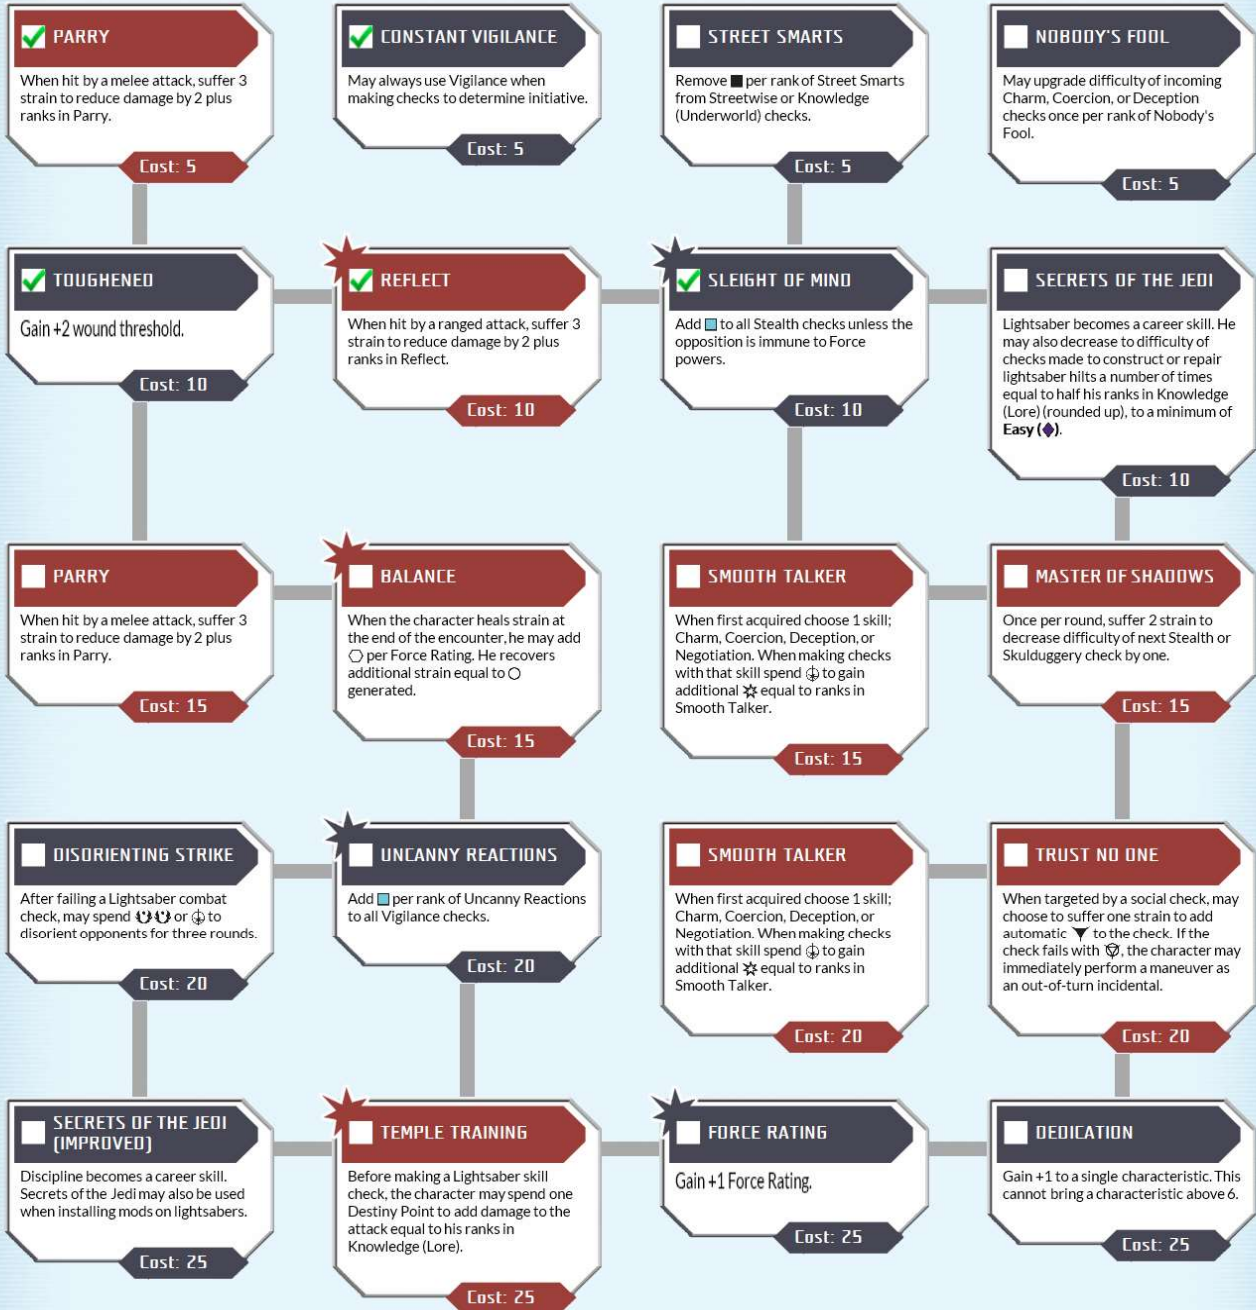 PARRY
When hit by a melee attack, suffer 3
strain to reduce damage by 2 plus
ranks in Parry.
Cost: 5
CONSTANT VIGILANCE
May always use Vigilance when
making checks to determine initiative.
Cost: 5
STREET SMARTS
Remove ■ per rank of Street Smarts
from Streetwise or Knowledge
(Underworld) checks.
Cost: 5
NOBODY'S FOOL
May upgrade difficulty of incoming
Charm, Coercion, or Deception
checks once per rank of Nobody's
Fool.
Cost: 5
TOUGHENED
Gain +2 wound threshold.
Cost: 10
REFLECT
When hit by a ranged attack, suffer 3
strain to reduce damage by 2 plus
ranks in Reflect.
Cost: 10
SLEIGHT OF MIND
Add to all Stealth checks unless the
opposition is immune to Force
powers.
Cost: 10
SECRETS OF THE JEDI
Lightsaber becomes a career skill. He
may also decrease to difficulty of
checks made to construct or repair
lightsaber hilts a number of times
equal to half his ranks in Knowledge
(Lore) (rounded up), to a minimum of
Easy (◆).
Cost: 10
PARRY
When hit by a melee attack, suffer 3
strain to reduce damage by 2 plus
ranks in Parry.
Cost: 15
BALANCE
When the character heals strain at
the end of the encounter, he may add
per Force Rating. He recovers
additional strain equal to
generated.
Cost: 15
SMOOTH TALKER
When first acquired choose 1 skill;
Charm, Coercion, Deception, or
Negotiation. When making checks
with that skill spend to gain
additional equal to ranks in
Smooth Talker.
Cost: 15
MASTER OF SHADOWS
Once per round, suffer 2 strain to
decrease difficulty of next Stealth or
Skulduggery check by one.
Cost: 15
DISORIENTING STRIKE
After failing a Lightsaber combat
check, may spend or to
disorient opponents for three rounds.
Cost: 20
UNCANNY REACTIONS
Add per rank of Uncanny Reactions
to all Vigilance checks.
Cost: 20
SMOOTH TALKER
When first acquired choose 1 skill;
Charm, Coercion, Deception, or
Negotiation. When making checks
with that skill spend to gain
additional equal to ranks in
Smooth Talker.
Cost: 20
TRUST NO ONE
When targeted by a social check, may
choose to suffer one strain to add
automatic to the check. If the
check fails with , the character may
immediately perform a maneuver as
an out-of-turn incidental.
Cost: 20
SECRETS OF THE JEDI
(IMPROVED)
Discipline becomes a career skill.
Secrets of the Jedi may also be used
when installing mods on lightsabers.
Cost: 25
TEMPLE TRAINING
Before making a Lightsaber skill
check, the character may spend one
Destiny Point to add damage to the
attack equal to his ranks in
Knowledge (Lore).
Cost: 25
FORCE RATING
Gain +1 Force Rating.
Cost: 25
DEDICATION
Gain +1 to a single characteristic. This
cannot bring a characteristic above 6.
Cost: 25